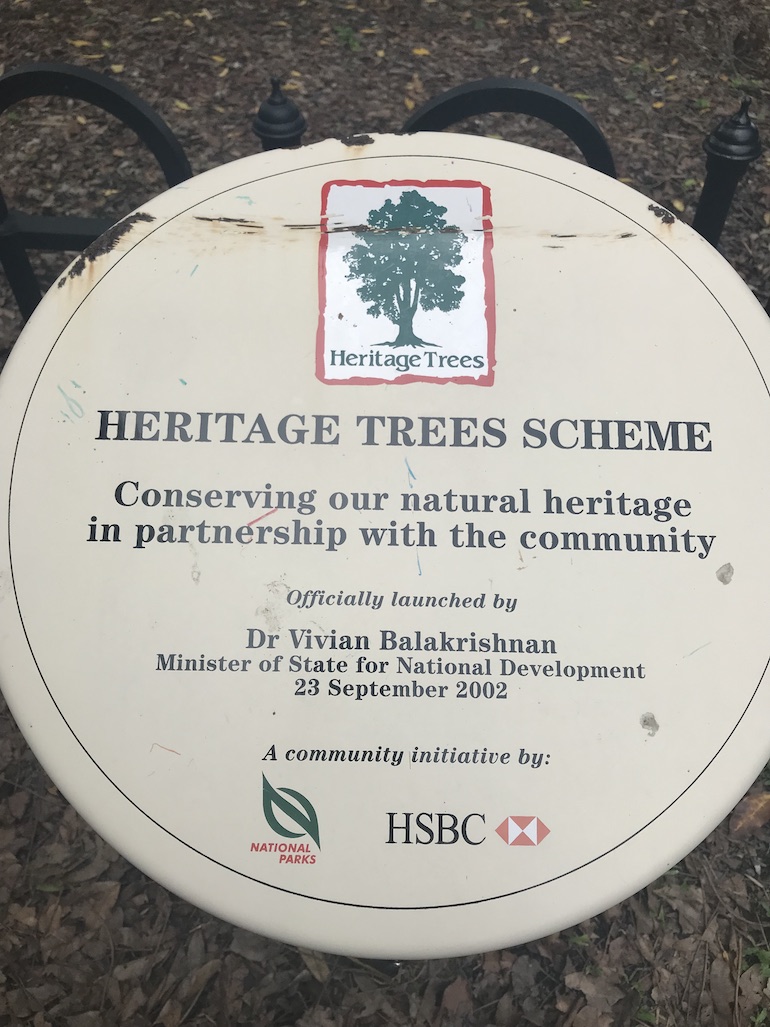 Heritage Trees
HERITAGE TREES SCHEME
Conserving our natural heritage
in partnership with the community
Officially launched by
Dr Vivian Balakrishnan
Minister of State for National Development
23 September 2002
A community initiative by:
NATIONAL
PARKS
HSBC